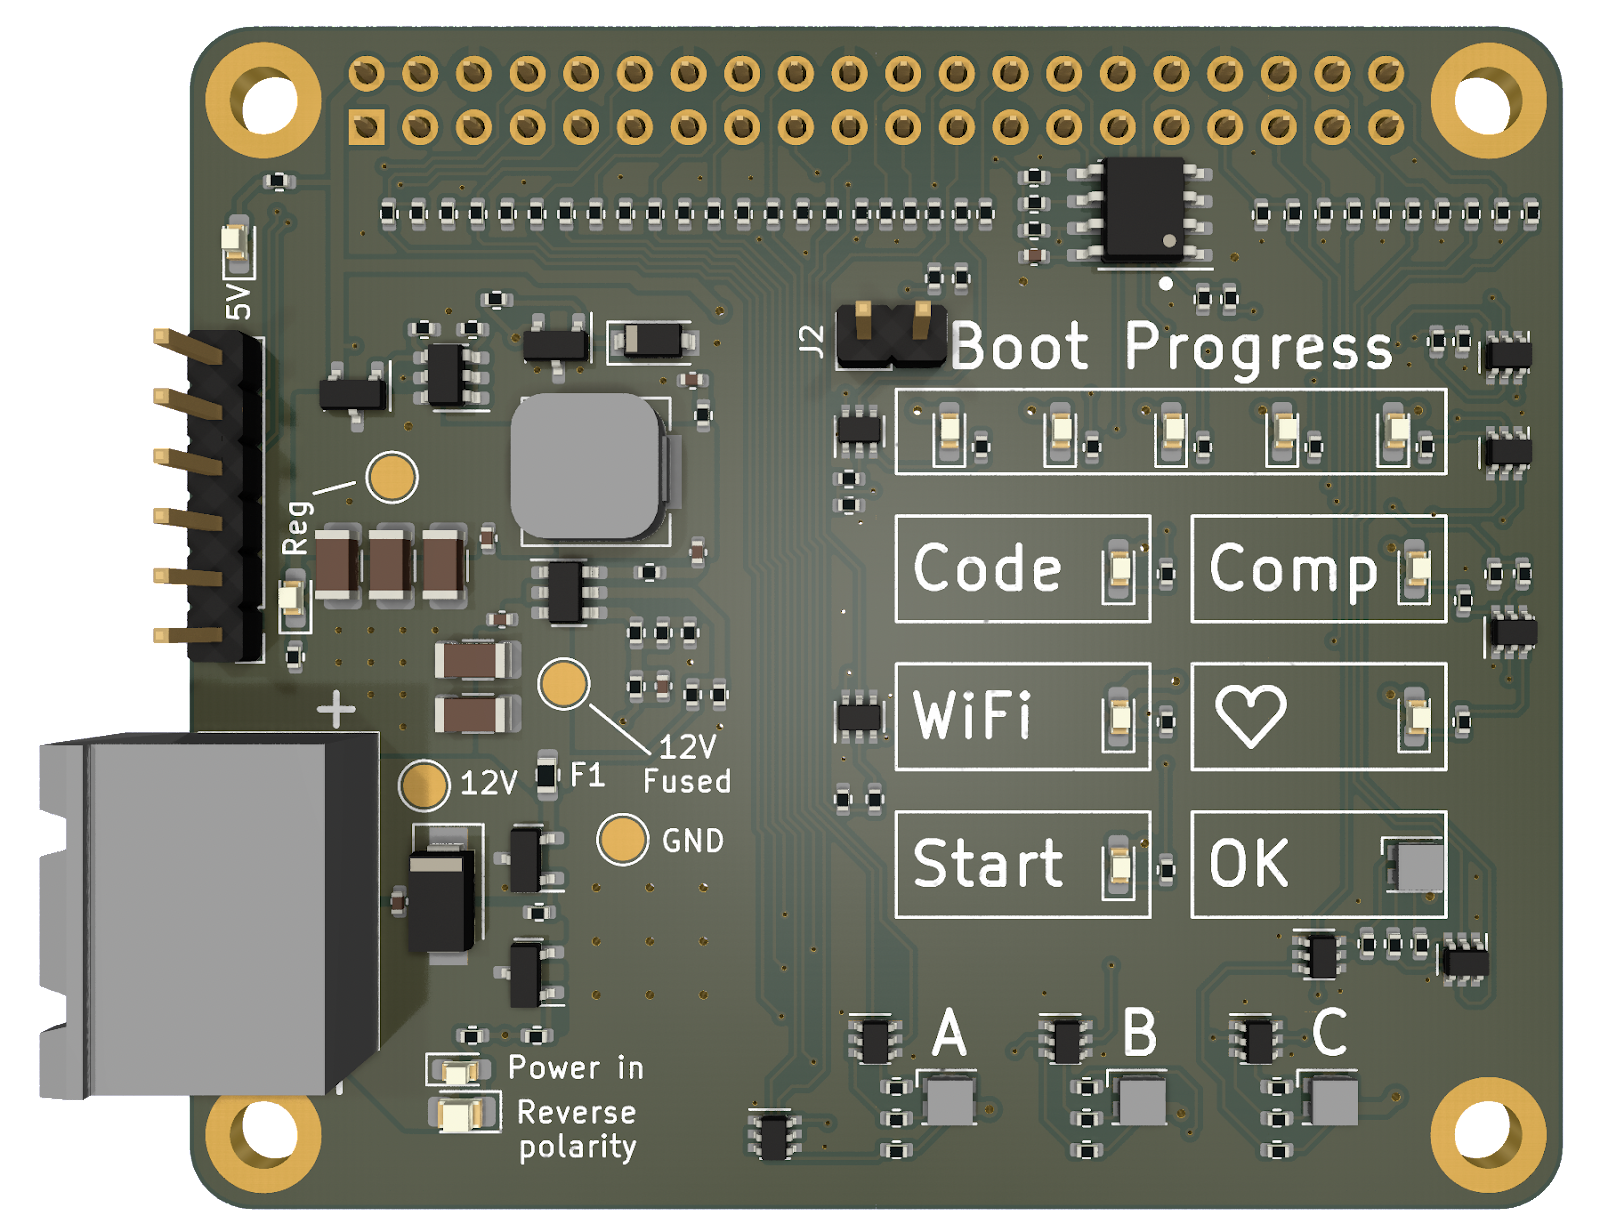 5V
J2
Boot Progress
Reg
Code
Comp
+
WiFi
♡
12V
Fused
12V
F1
GND
Start
OK
A
B
C
Power in
Reverse
polarity